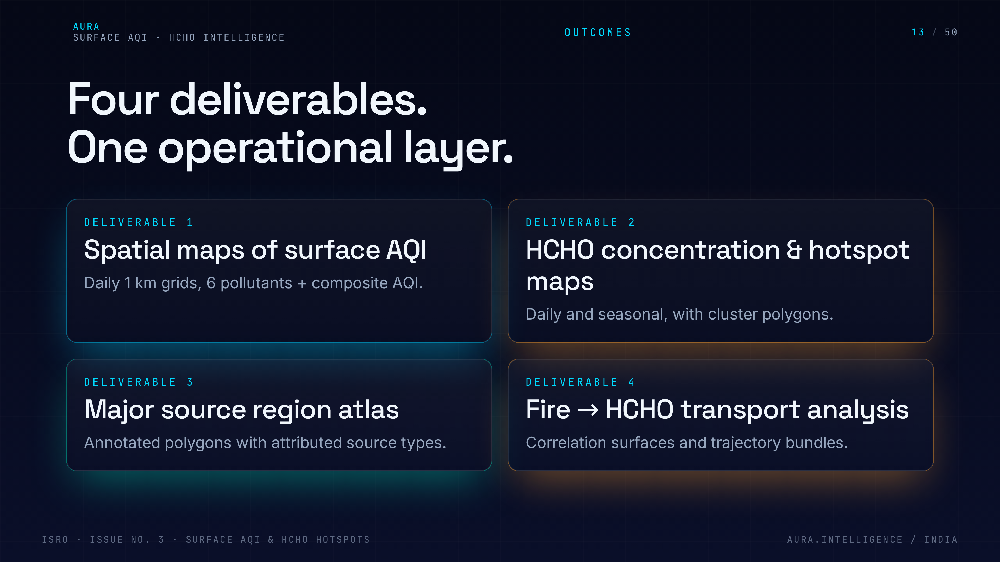 AURA
SURFACE AQI · HCHO INTELLIGENCE
OUTCOMES
13 / 50
Four deliverables.
One operational layer.
DELIVERABLE 1
Spatial maps of surface AQI
Daily 1 km grids, 6 pollutants + composite AQI.
DELIVERABLE 2
HCHO concentration & hotspot
maps
Daily and seasonal, with cluster polygons.
DELIVERABLE 3
Major source region atlas
Annotated polygons with attributed source types.
DELIVERABLE 4
Fire → HCHO transport analysis
Correlation surfaces and trajectory bundles.
ISRO · ISSUE NO. 3 · SURFACE AQI & HCHO HOTSPOTS
AURA.INTELLIGENCE / INDIA